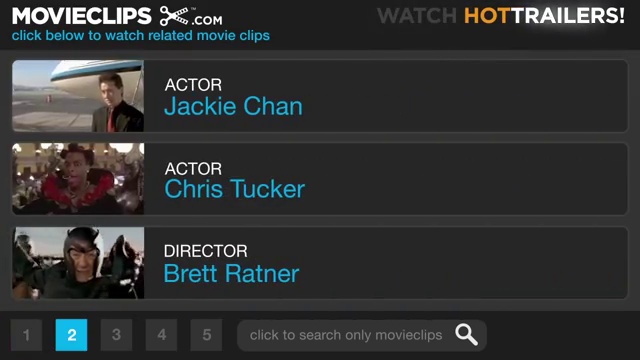 MOVIECLIPS .COM
WATCH HOTTRAILERS!
click below to watch related movie clips
ACTOR
Jackie Chan
ACTOR
Chris Tucker
DIRECTOR
Brett Ratner
1 2 3 4 5 click to search only movieclips